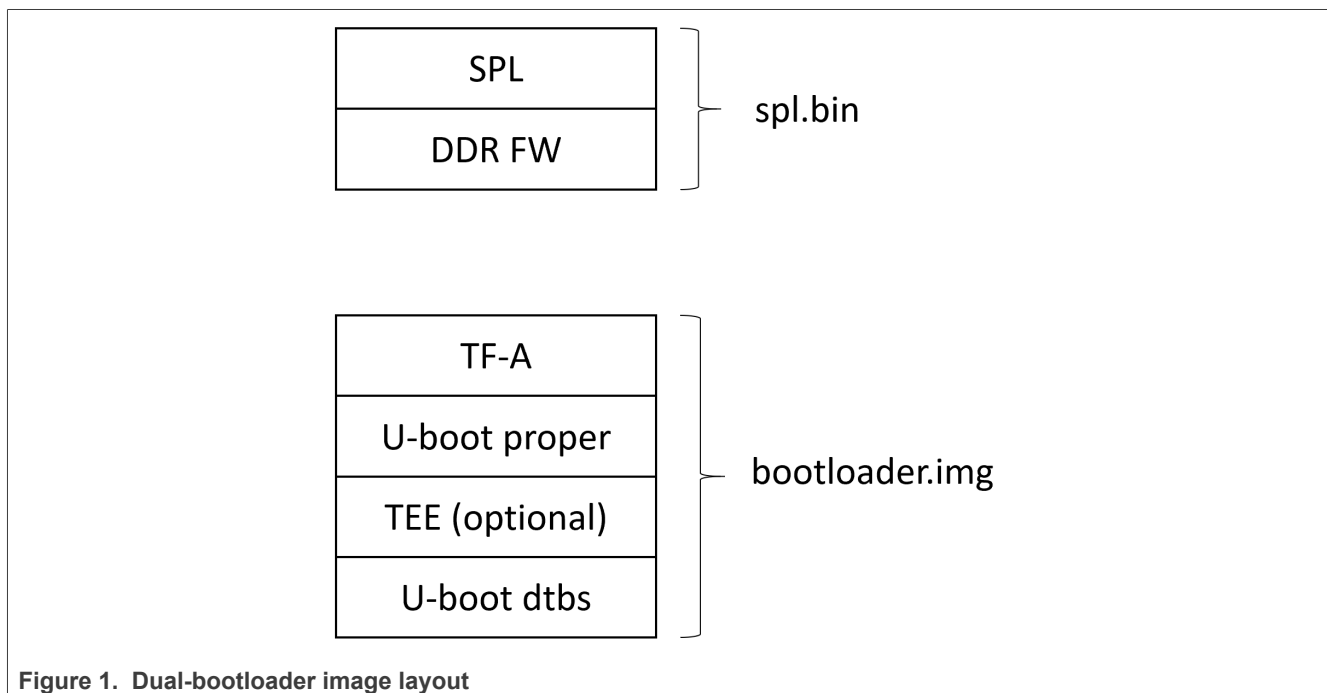 SPL
DDR FW
spl.bin
TF-A
U-boot proper
TEE (optional)
U-boot dtbs
bootloader.img
Figure 1. Dual-bootloader image layout